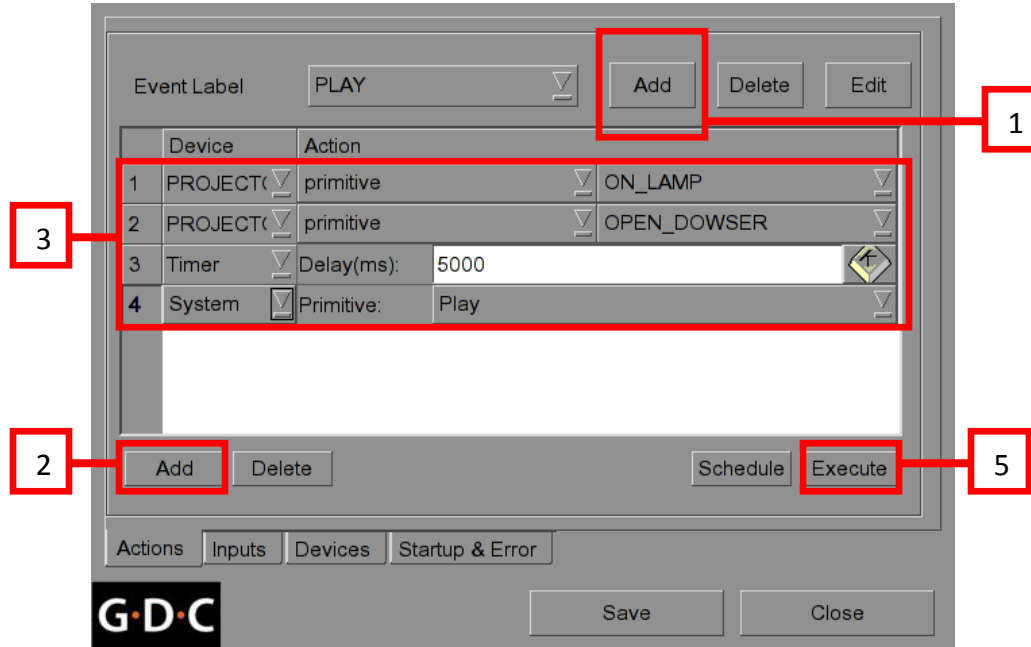 Event Label PLAY Add Delete Edit
1
Device Action
1 PROJECT( primitive ON_LAMP
2 PROJECT( primitive OPEN_DOWSER
3
3 Timer Delay(ms): 5000
4 System Primitive: Play
2 Add Delete Schedule Execute 5
Actions Inputs Devices Startup & Error
G·D·C Save Close